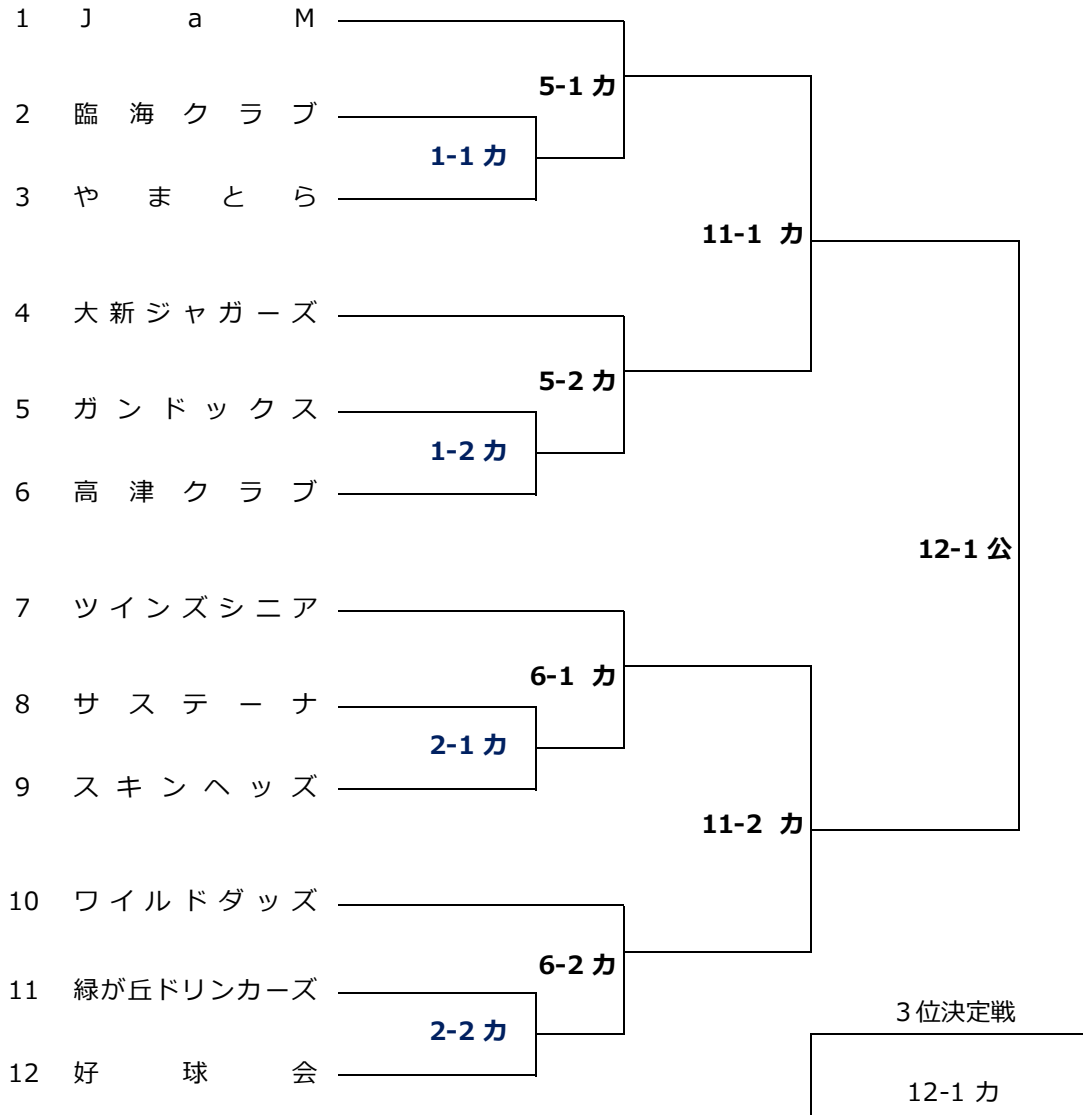 1 J a M
5-1 カ
2 臨海クラブ
1-1 カ
3 やまとら
11-1 カ
4 大新ジャガーズ
5-2 カ
5 ガンドックス
1-2 カ
6 高津クラブ
12-1 公
7 ツインズシニア
6-1 カ
8 サステーナ
2-1 カ
9 スキンヘッズ
11-2 カ
10 ワイルドダッズ
6-2 カ
11 緑が丘ドリンカーズ
2-2 カ
12 好球会
３位決定戦
12-1 カ